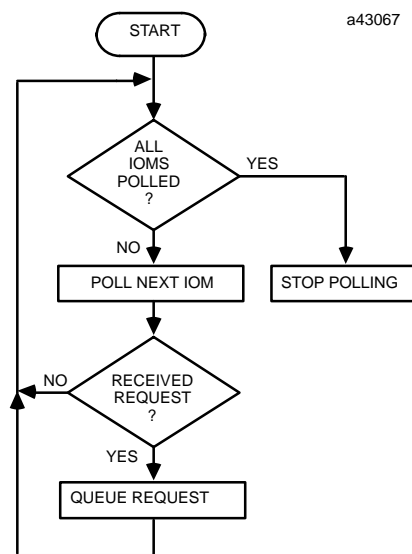 START
a43067
ALL
IOMS
POLLED
?
YES
NO
POLL NEXT IOM
STOP POLLING
NO
RECEIVED
REQUEST
?
YES
QUEUE REQUEST